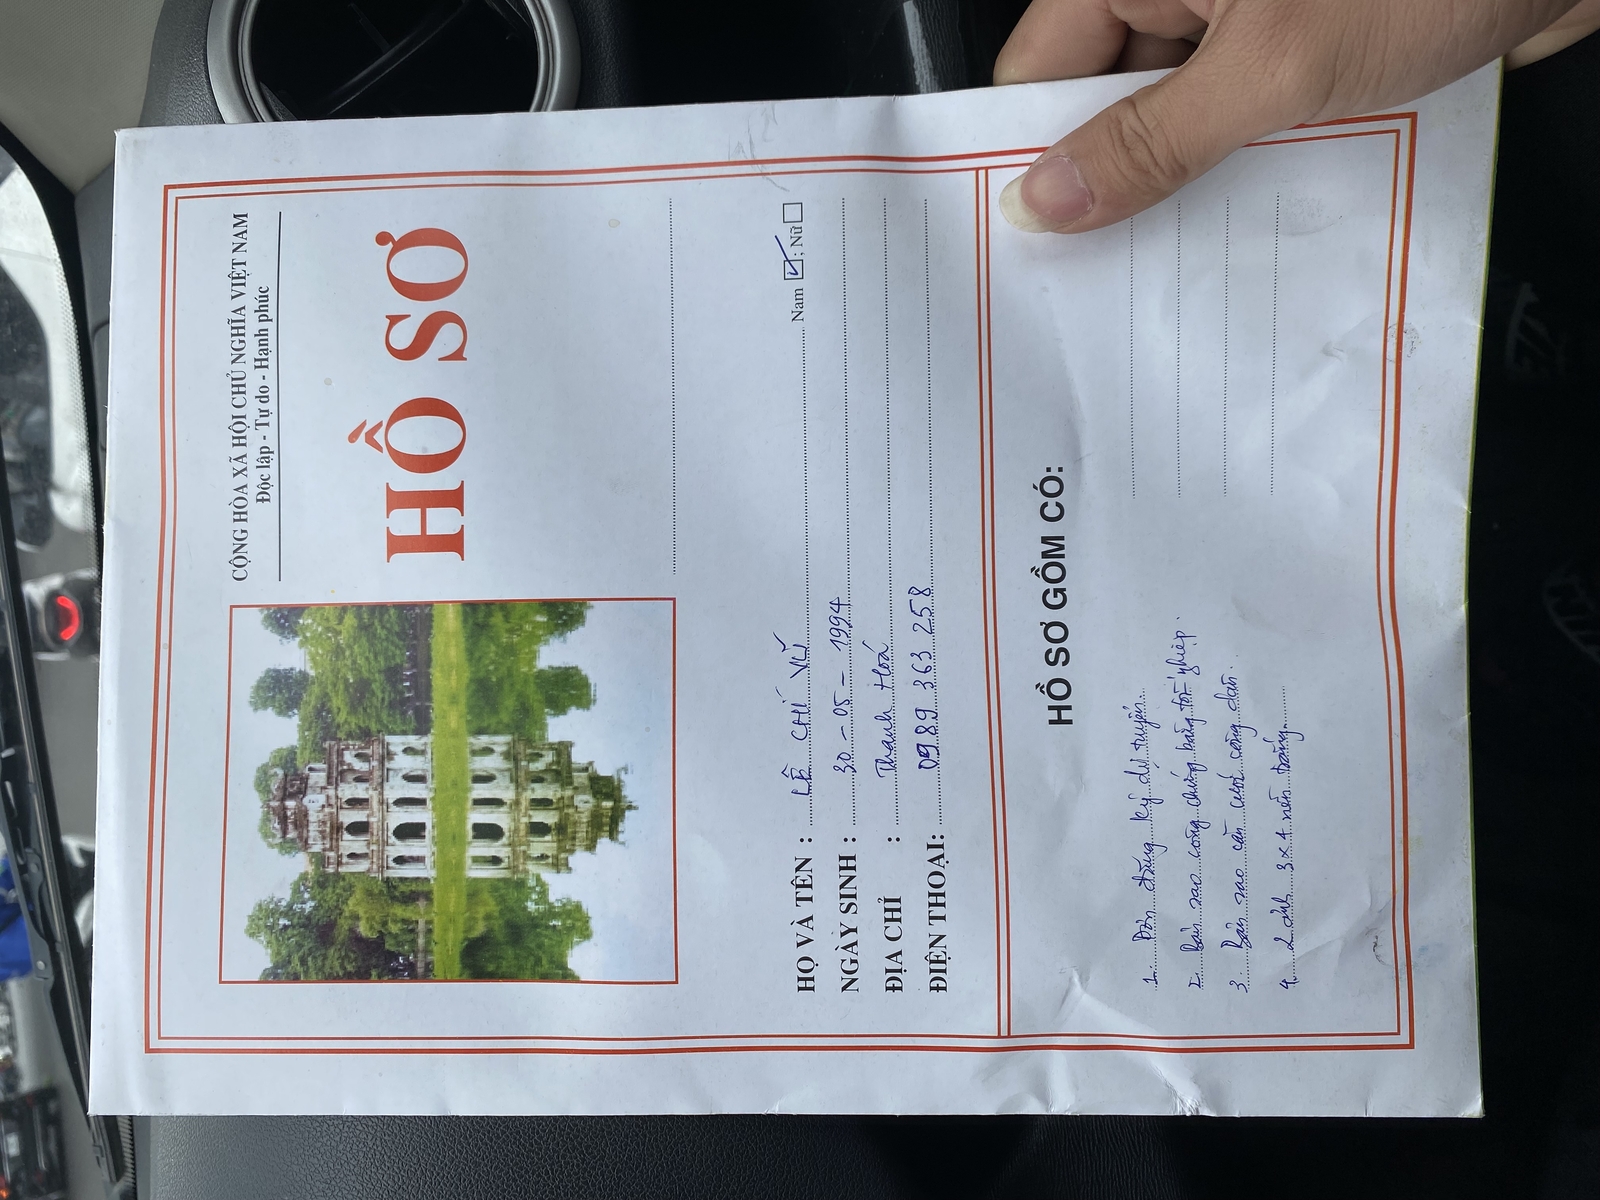 CỘNG HÒA XÃ HỘI CHỦ NGHĨA VIỆT NAM
Độc lập - Tự do - Hạnh phúc
HỒ SƠ
HỌ VÀ TÊN : LÊ CHÍ VŨ Nam ☑; Nữ ☐
NGÀY SINH : 30 - 05 - 1994
ĐỊA CHỈ : Thanh Hoá
ĐIỆN THOẠI: 0989 363 258
HỒ SƠ GỒM CÓ:
1. Đơn đăng ký dự tuyển
2. Bản sao công chứng bằng tốt nghiệp.
3. Bản sao căn cước công dân.
4. 2 ảnh 3x4 nền trắng